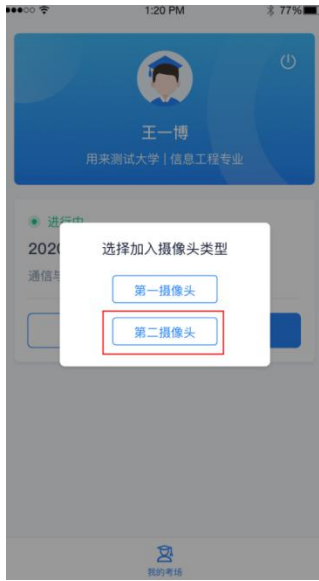 1:20 PM
77%
王一博
用来测试大学 | 信息工程专业
进行中
2020
选择加入摄像头类型
通信与
第一摄像头
第二摄像头
我的考场